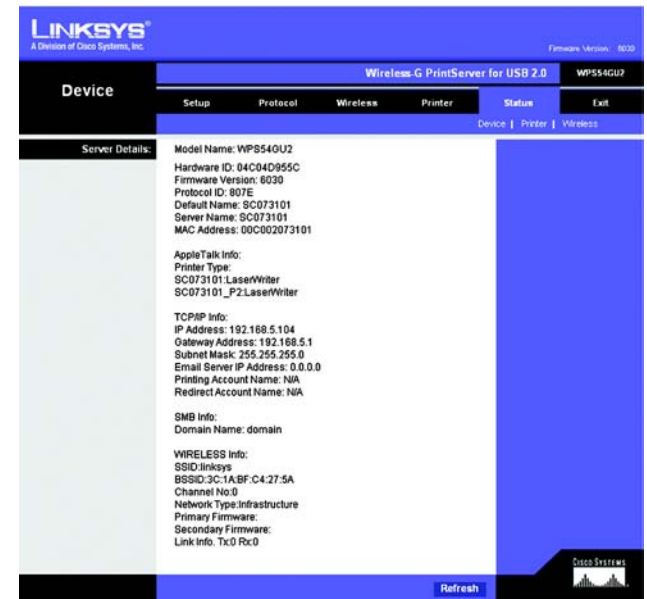 LINKSYS®
A Division of Cisco Systems, Inc.
Firmware Version: 6030
Wireless-G PrintServer for USB 2.0
WPS54GU2
Device
Setup
Protocol
Wireless
Printer
Status
Exit
Device | Printer | Wireless
Server Details:
Model Name: WPS54GU2
Hardware ID: 04C04D955C
Firmware Version: 6030
Protocol ID: 807E
Default Name: SC073101
Server Name: SC073101
MAC Address: 00C002073101
AppleTalk Info:
Printer Type:
SC073101:LaserWriter
SC073101_P2:LaserWriter
TCP/IP Info:
IP Address: 192.168.5.104
Gateway Address: 192.168.5.1
Subnet Mask: 255.255.255.0
Email Server IP Address: 0.0.0.0
Printing Account Name: N/A
Redirect Account Name: N/A
SMB Info:
Domain Name: domain
WIRELESS Info:
SSID:linksys
BSSID:3C:1A:BF:C4:27:5A
Channel No:0
Network Type:Infrastructure
Primary Firmware:
Secondary Firmware:
Link Info. Tx:0 Rx:0
Refresh
CISCO SYSTEMS